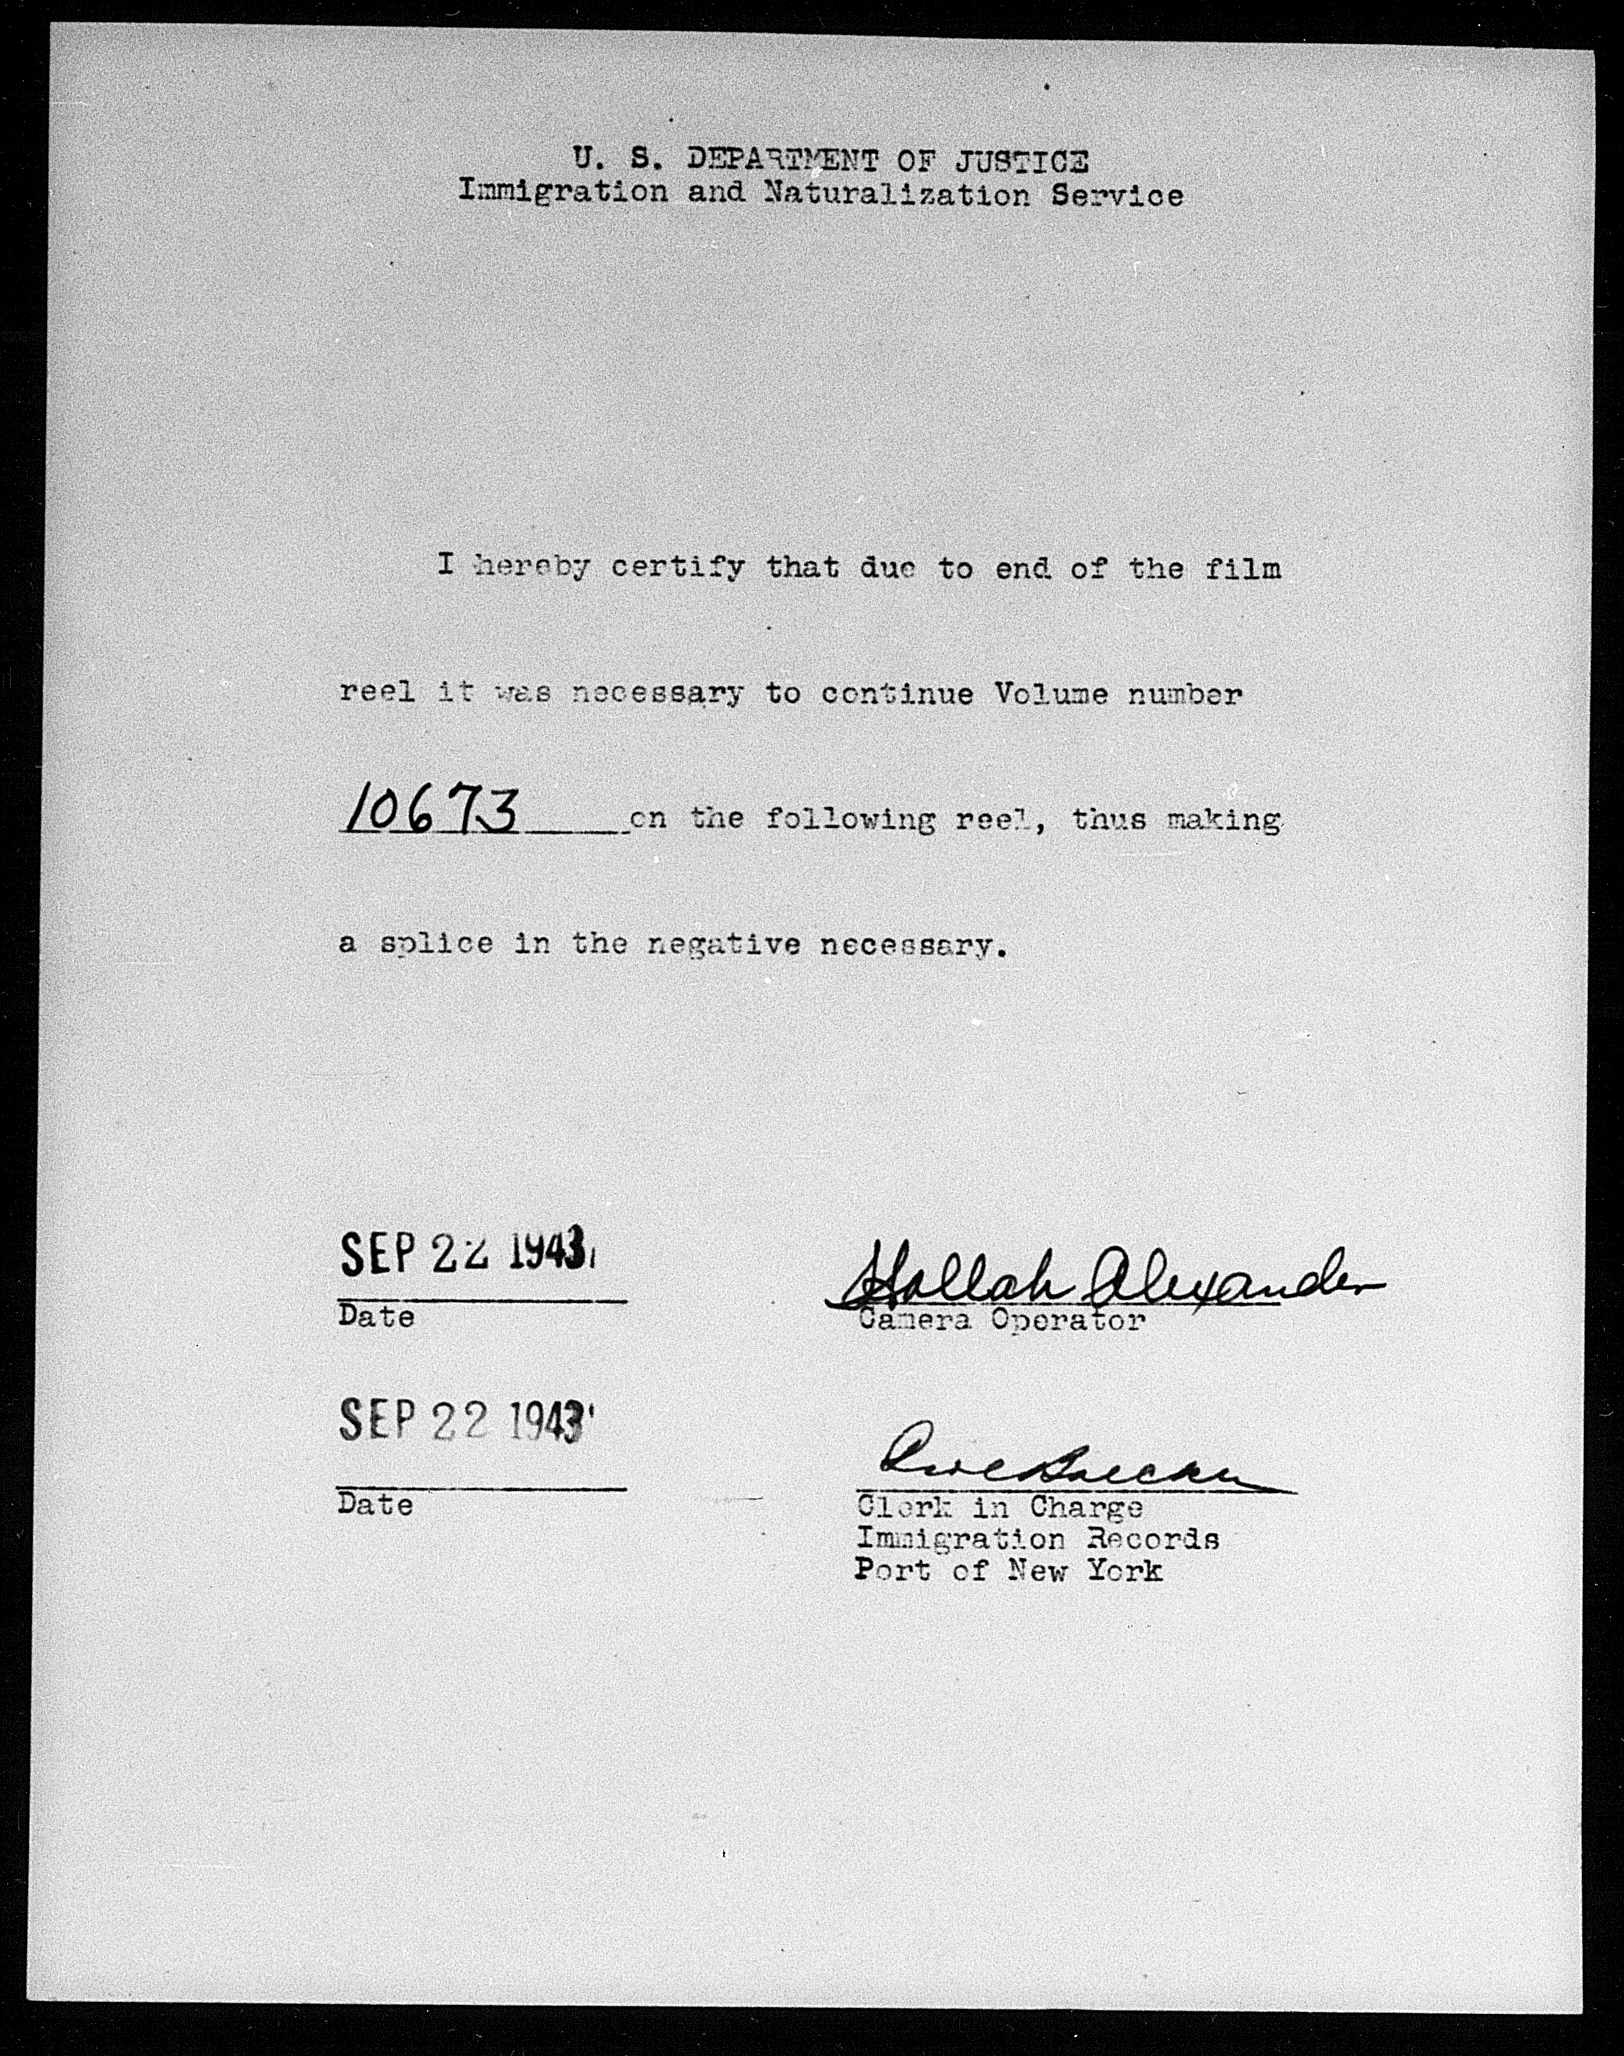 U. S. DEPARTMENT OF JUSTICE
Immigration and Naturalization Service
I hereby certify that due to end of the film
reel it was necessary to continue Volume number
10673 on the following reel, thus making
a splice in the negative necessary.
SEP 22 1943
Hollah Alexander
Date
Camera Operator
SEP 22 1943
Date
Clerk in Charge
Immigration Records
Port of New York